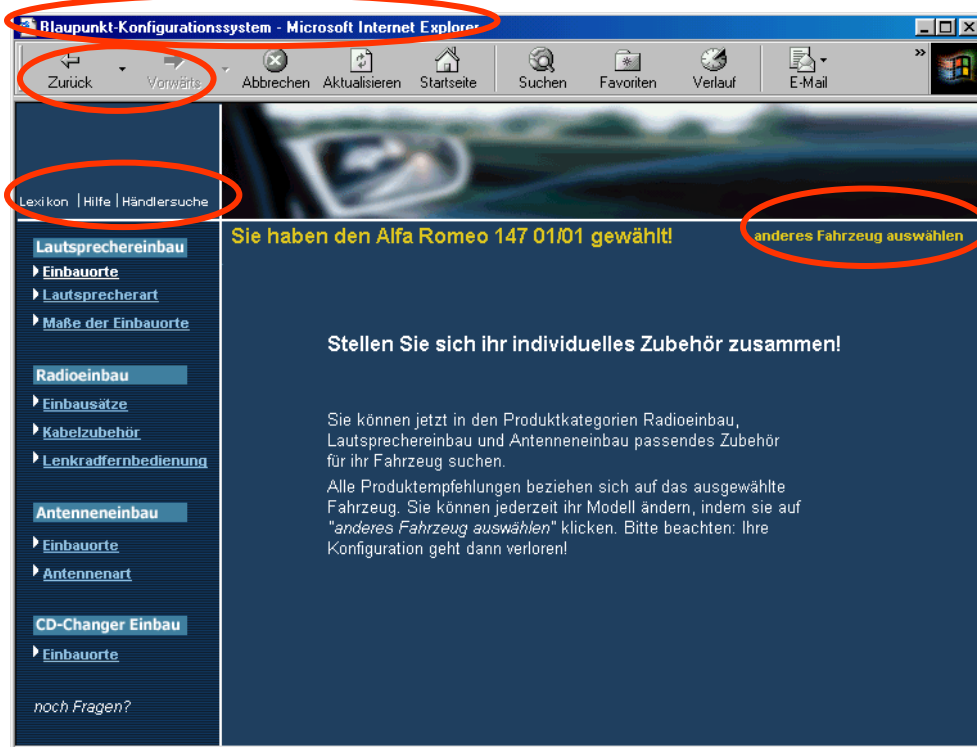 Blaupunkt-Konfigurationssystem - Microsoft Internet Explorer
Zurück Vorwärts Abbrechen Aktualisieren Startseite Suchen Favoriten Verlauf E-Mail »
Lexikon | Hilfe | Händlersuche
Sie haben den Alfa Romeo 147 01/01 gewählt! anderes Fahrzeug auswählen
Lautsprechereinbau
Einbauorte
Lautsprecherart
Maße der Einbauorte
Radioeinbau
Einbausätze
Kabelzubehör
Lenkradfernbedienung
Antenneneinbau
Einbauorte
Antennenart
CD-Changer Einbau
Einbauorte
noch Fragen?
Stellen Sie sich ihr individuelles Zubehör zusammen!
Sie können jetzt in den Produktkategorien Radioeinbau,
Lautsprechereinbau und Antenneneinbau passendes Zubehör
für ihr Fahrzeug suchen.
Alle Produktempfehlungen beziehen sich auf das ausgewählte
Fahrzeug. Sie können jederzeit ihr Modell ändern, indem sie auf
"anderes Fahrzeug auswählen" klicken. Bitte beachten: Ihre
Konfiguration geht dann verloren!